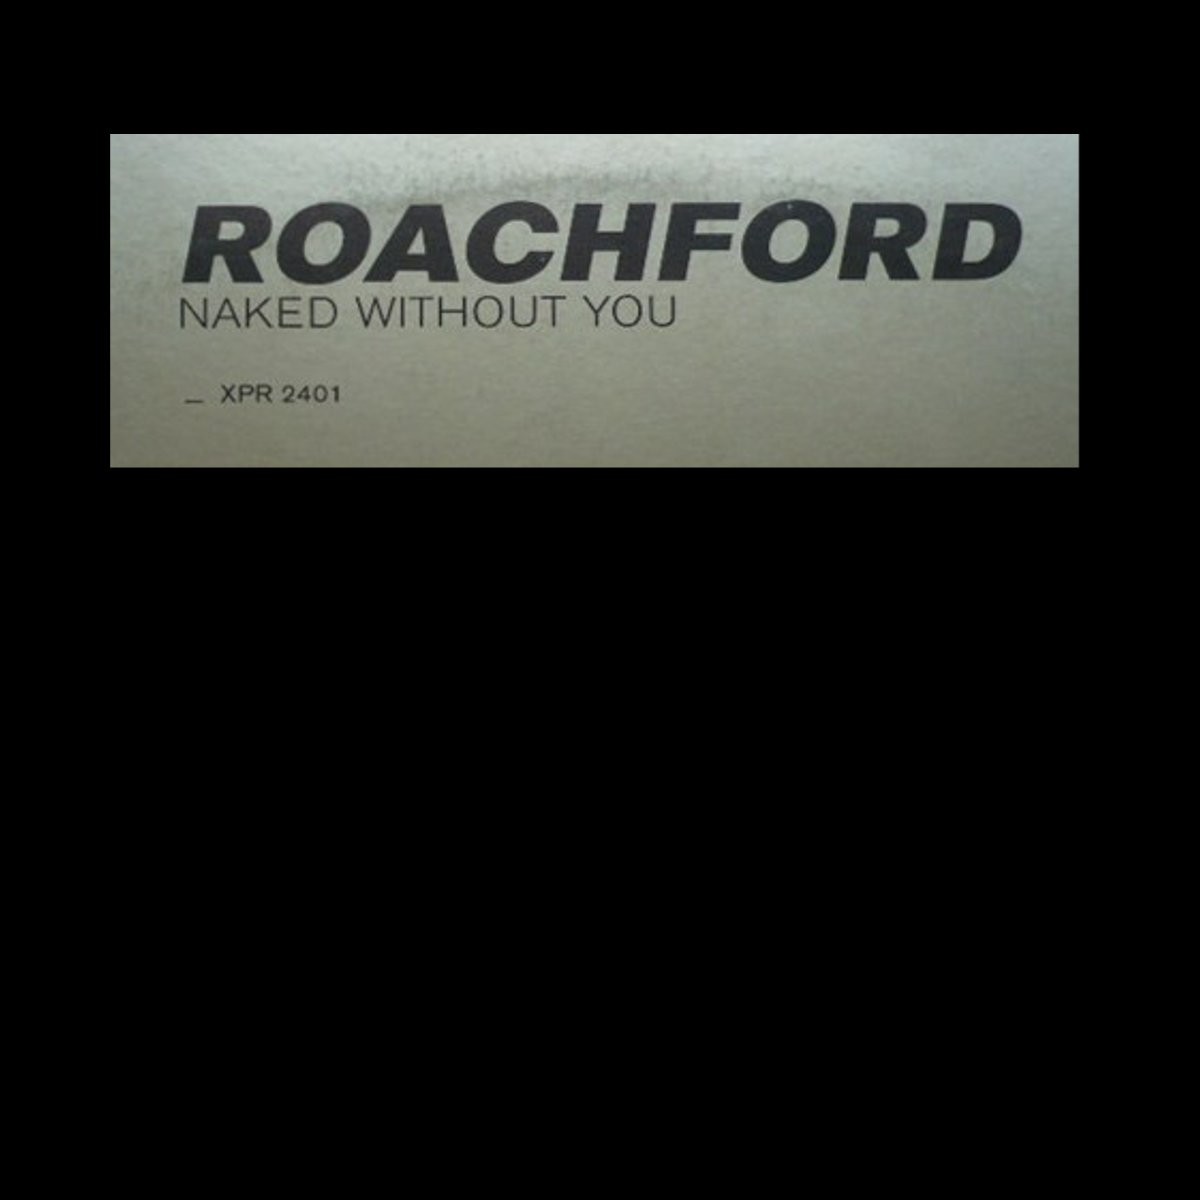 ROACHFORD
NAKED WITHOUT YOU
_ XPR 2401